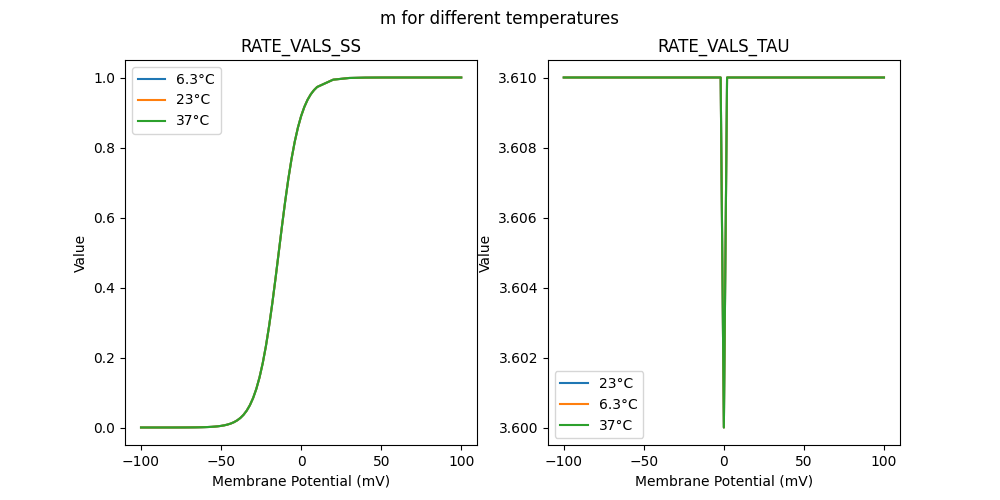 m for different temperatures
RATE_VALS_SS
RATE_VALS_TAU
1.0
0.8
0.6
0.4
0.2
0.0
Value
6.3°C
23°C
37°C
−100
−50
0
50
100
Membrane Potential (mV)
3.610
3.608
3.606
3.604
3.602
3.600
Value
23°C
6.3°C
37°C
−100
−50
0
50
100
Membrane Potential (mV)